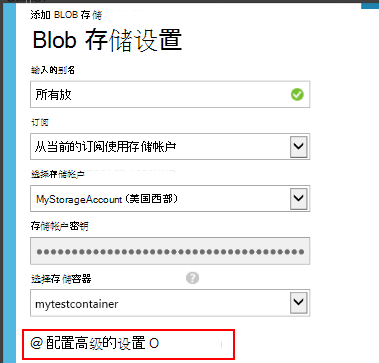 添加 BLOB 存储
Blob 存储设置
输入的别名
所有放
订阅
从当前的订阅使用存储帐户
选择存储帐户
MyStorageAccount (美国西部)
存储帐户密钥
选择存储容器
?
mytestcontainer
@ 配置高级的设置 O